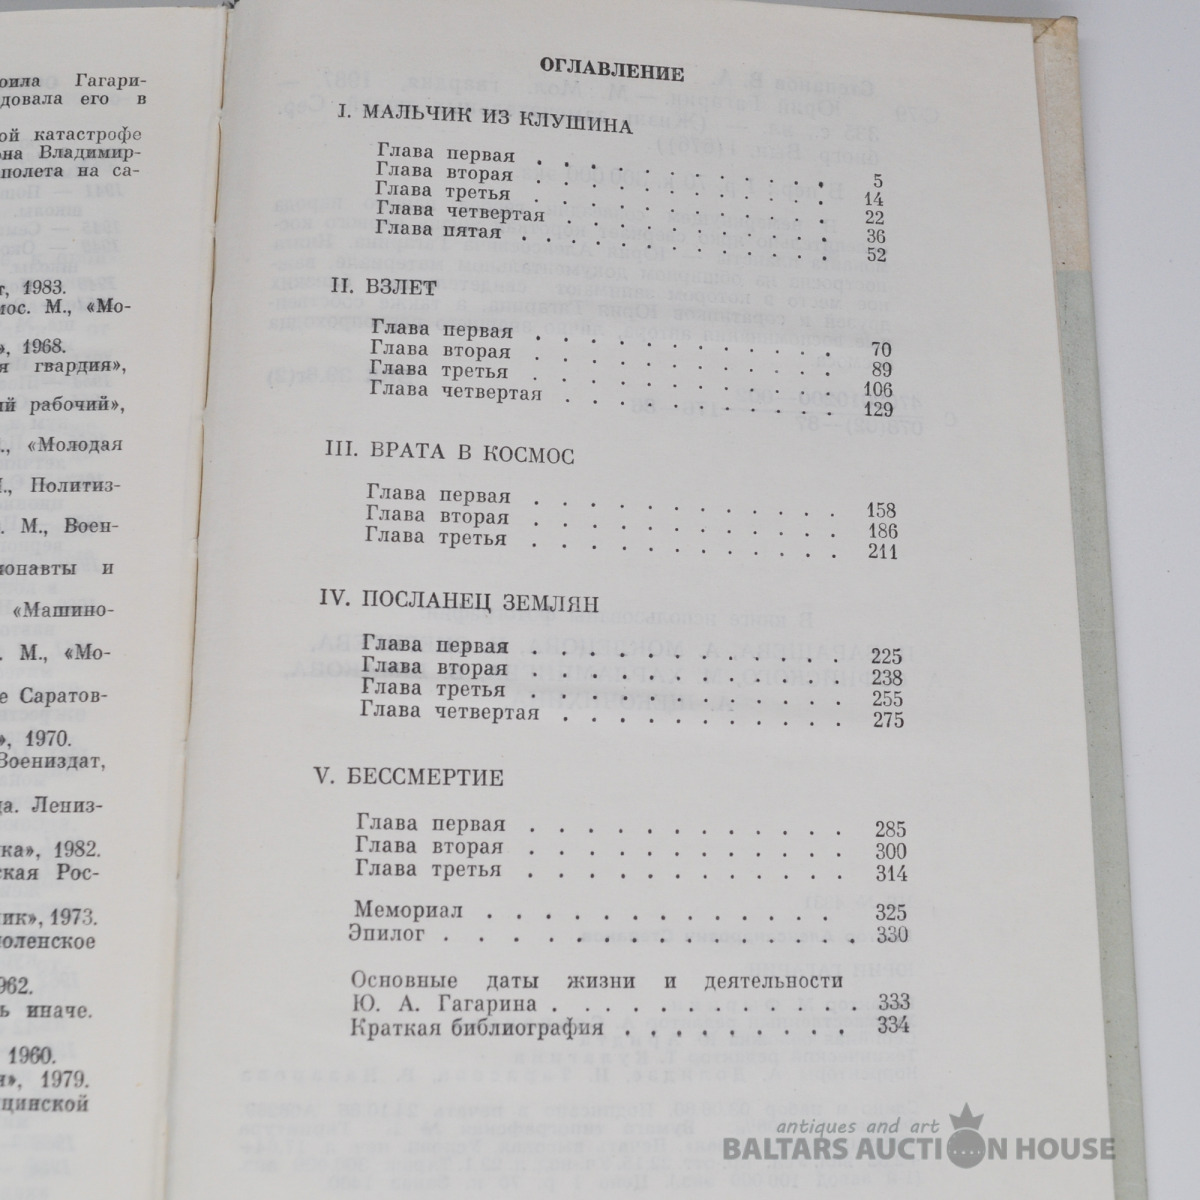 оила Гагари-
довала его в
ой катастрофе
она Владимир-
полета на са-
, 1983.
мос. М., «Мо-
», 1968.
я гвардия»,
ий рабочий»,
., «Молодая
., Политиз-
. М., Воен-
монавты и
«Машино-
. М., «Мо-
е Саратов-
», 1970.
Воениздат,
да. Лениз-
ка», 1982.
ская Рос-
ик», 1973.
моленское
962.
ь иначе.
1960.
», 1979.
цинской
ОГЛАВЛЕНИЕ
I. МАЛЬЧИК ИЗ КЛУШИНА
Глава первая . . . . . . . . . . . 5
Глава вторая . . . . . . . . . . . 14
Глава третья . . . . . . . . . . . 22
Глава четвертая . . . . . . . . . . 36
Глава пятая . . . . . . . . . . . 52
II. ВЗЛЕТ
Глава первая . . . . . . . . . . . 70
Глава вторая . . . . . . . . . . . 89
Глава третья . . . . . . . . . . . 106
Глава четвертая . . . . . . . . . . 129
III. ВРАТА В КОСМОС
Глава первая . . . . . . . . . . . 158
Глава вторая . . . . . . . . . . . 186
Глава третья . . . . . . . . . . . 211
IV. ПОСЛАНЕЦ ЗЕМЛЯН
Глава первая . . . . . . . . . . . 225
Глава вторая . . . . . . . . . . . 238
Глава третья . . . . . . . . . . . 255
Глава четвертая . . . . . . . . . . 275
V. БЕССМЕРТИЕ
Глава первая . . . . . . . . . . . 285
Глава вторая . . . . . . . . . . . 300
Глава третья . . . . . . . . . . . 314
Мемориал . . . . . . . . . . . . 325
Эпилог . . . . . . . . . . . . . 330
Основные даты жизни и деятельности
Ю. А. Гагарина . . . . . . . . . . . 333
Краткая библиография . . . . . . . . . 334
antiques and art
BALTARS AUCTION HOUSE